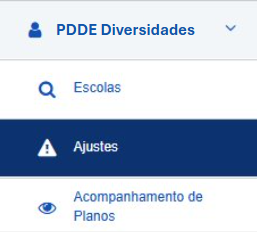 PDDE Diversidades
Escolas
Ajustes
Acompanhamento de
Planos